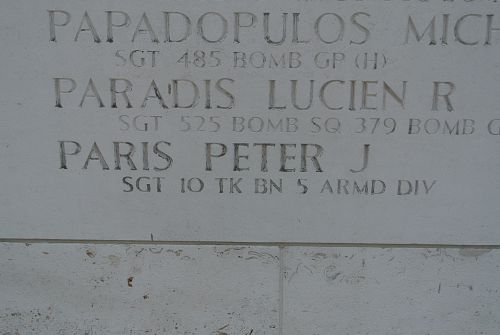 PAPADOPULOS MICH
SGT 485 BOMB GP (H)
PARADIS LUCIEN R
SGT 525 BOMB SQ 379 BOMB G
PARIS PETER J
SGT 10 TK BN 5 ARMD DIV